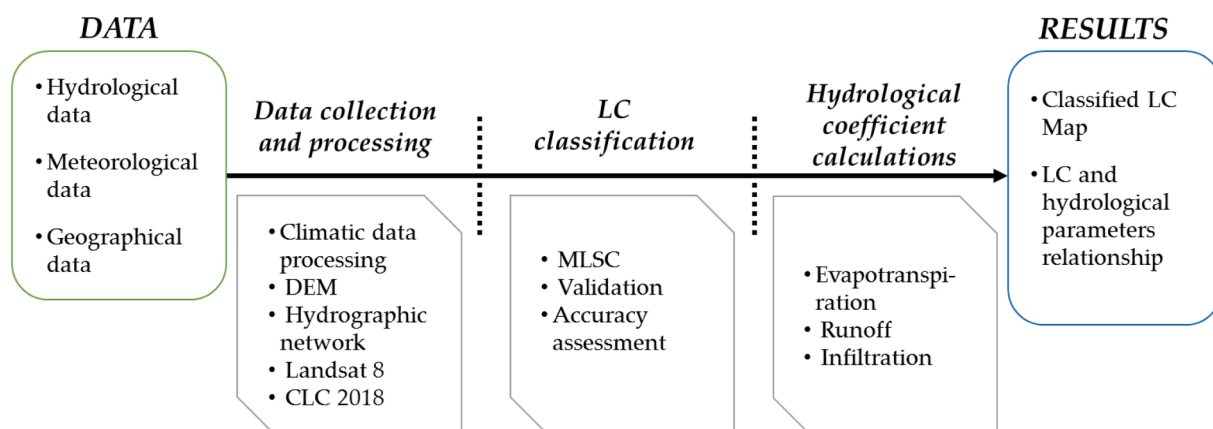 DATA
• Hydrological
data
• Meteorological
data
• Geographical
data
Data collection
and processing
• Climatic data
processing
• DEM
• Hydrographic
network
• Landsat 8
• CLC 2018
LC
classification
• MLSC
• Validation
• Accuracy
assessment
Hydrological
coefficient
calculations
• Evapotranspi-
ration
• Runoff
• Infiltration
RESULTS
• Classified LC
Map
• LC and
hydrological
parameters
relationship